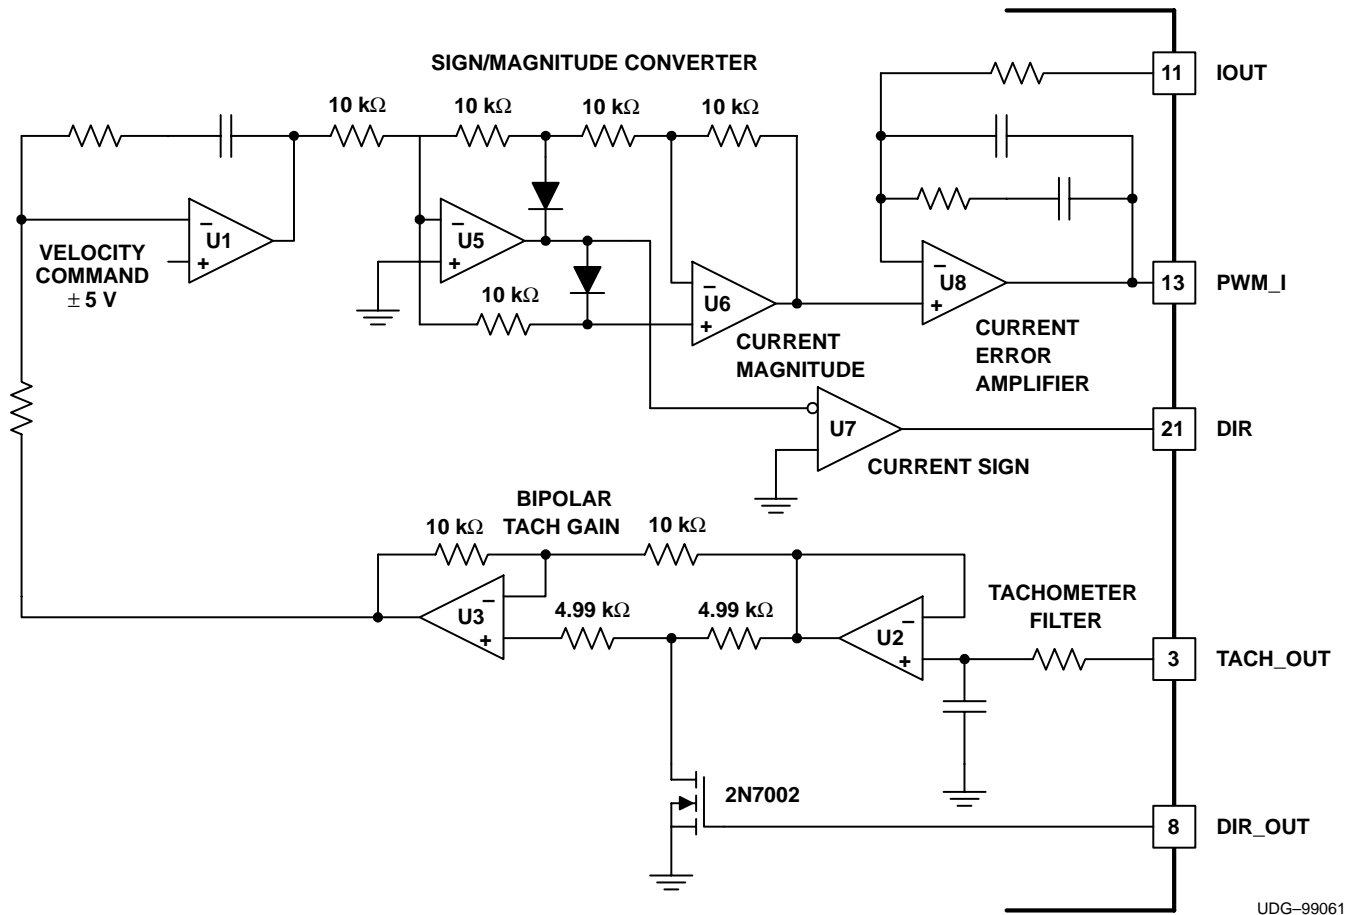 SIGN/MAGNITUDE CONVERTER
11 IOUT
10 kΩ 10 kΩ 10 kΩ 10 kΩ
− U1 +
VELOCITY
COMMAND
± 5 V
− U5 +
10 kΩ
− U6 +
CURRENT
MAGNITUDE
− U8 +
13 PWM_I
CURRENT
ERROR
AMPLIFIER
U7
21 DIR
CURRENT SIGN
BIPOLAR
TACH GAIN
10 kΩ 10 kΩ
− U3 +
4.99 kΩ 4.99 kΩ
− U2 +
TACHOMETER
FILTER
3 TACH_OUT
2N7002
8 DIR_OUT
UDG–99061